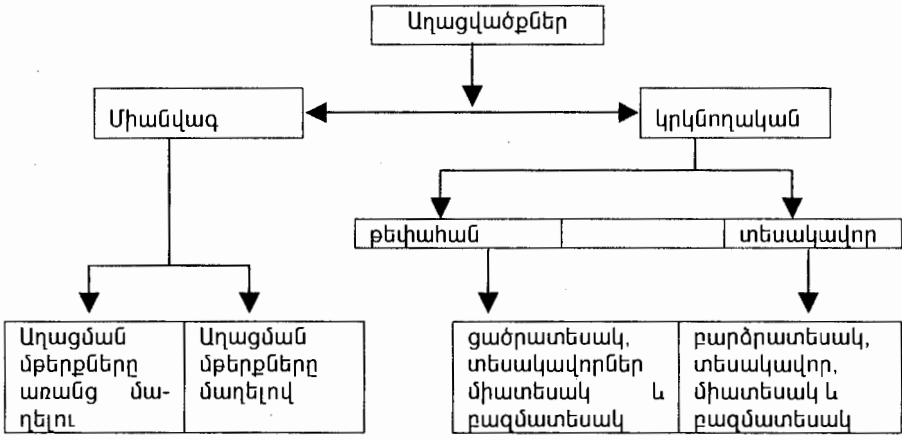 Աղացվածքներ
Միանվագ
կրկնողական
թեփահան
տեսակավոր
Աղացման
մթերքները
առանց մա-
ղելու
Աղացման
մթերքները
մաղելով
ցածրատեսակ,
տեսակավորներ
միատեսակ և
բազմատեսակ
բարձրատեսակ,
տեսակավոր,
միատեսակ և
բազմատեսակ